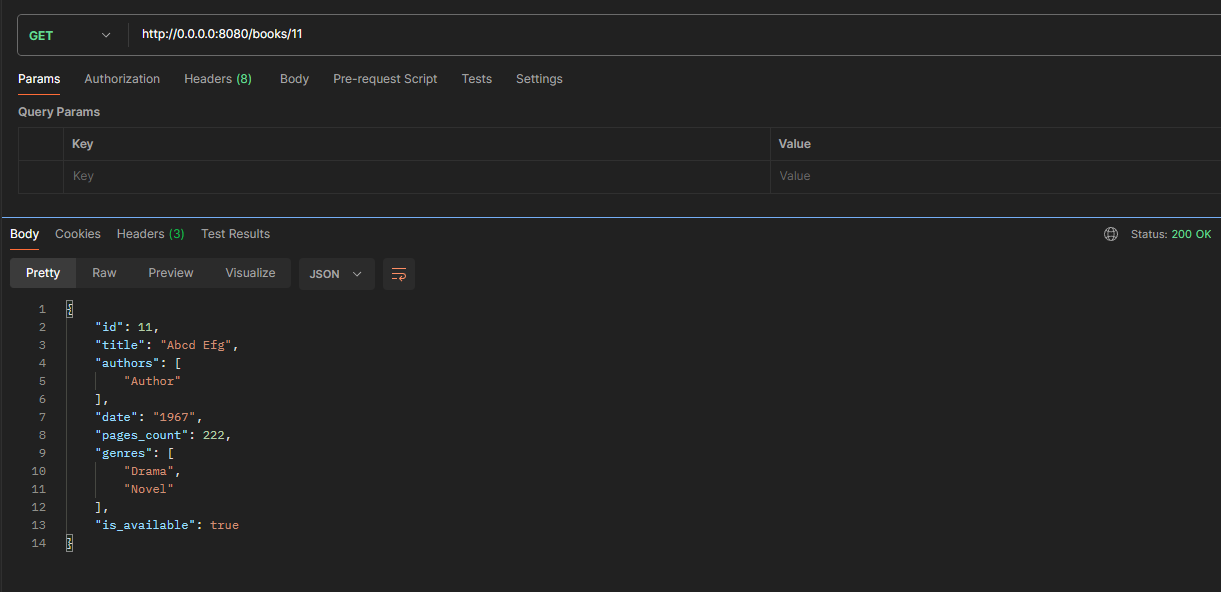 GET http://0.0.0.0:8080/books/11
Params Authorization Headers (8) Body Pre-request Script Tests Settings
Query Params
Key Value
Key Value
Body Cookies Headers (3) Test Results Status: 200 OK
Pretty Raw Preview Visualize JSON
1 {
2 "id": 11,
3 "title": "Abcd Efg",
4 "authors": [
5 "Author"
6 ],
7 "date": "1967",
8 "pages_count": 222,
9 "genres": [
10 "Drama",
11 "Novel"
12 ],
13 "is_available": true
14 }